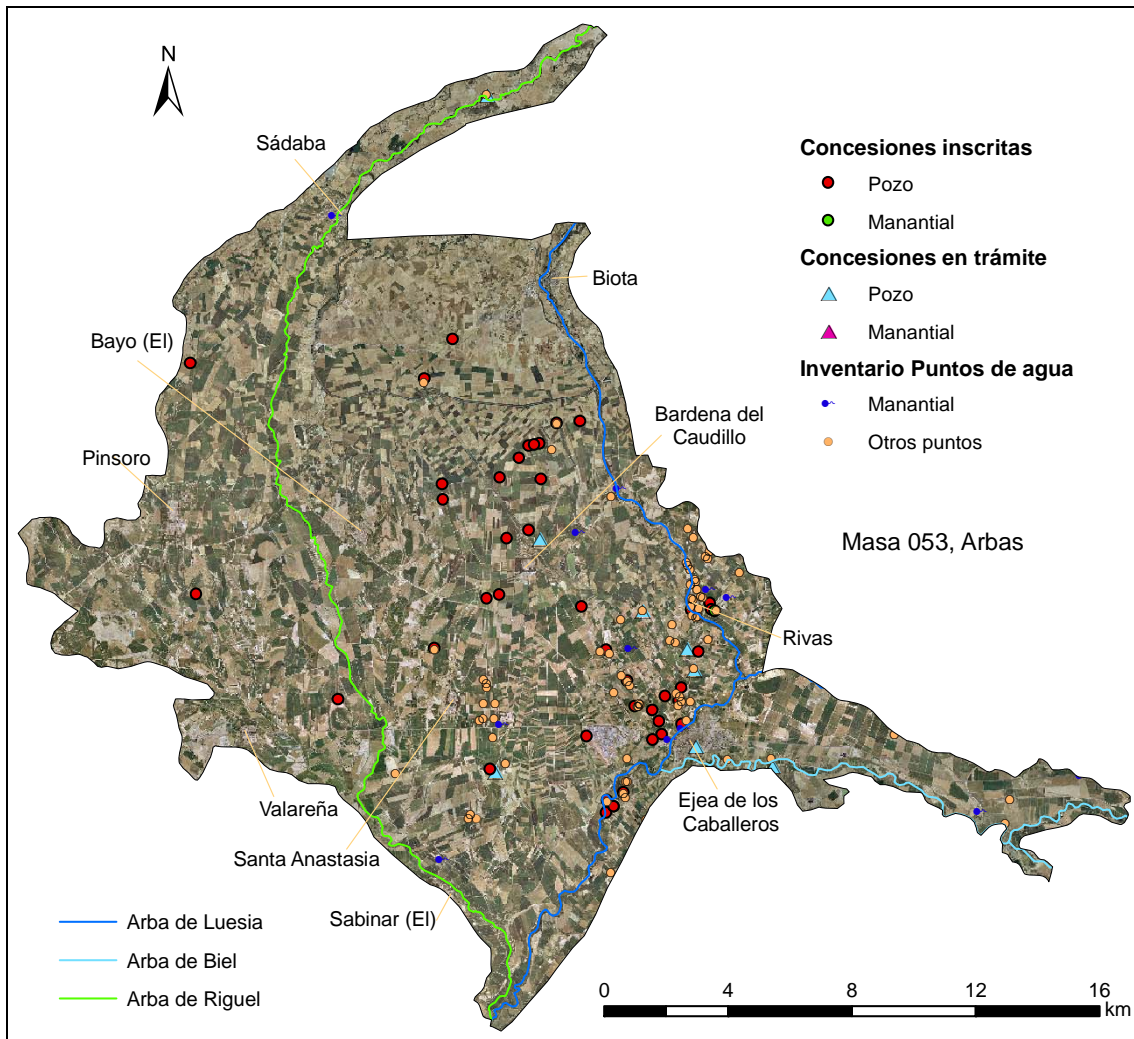 N
Sádaba
Concesiones inscritas
Pozo
Manantial
Concesiones en trámite
Pozo
Manantial
Inventario Puntos de agua
Manantial
Otros puntos
Biota
Bayo (El)
Bardena del
Caudillo
Pinsoro
Masa 053, Arbas
Rivas
Valareña
Ejea de los
Caballeros
Santa Anastasia
Sabinar (El)
Arba de Luesia
Arba de Biel
Arba de Riguel
0 4 8 12 16
km